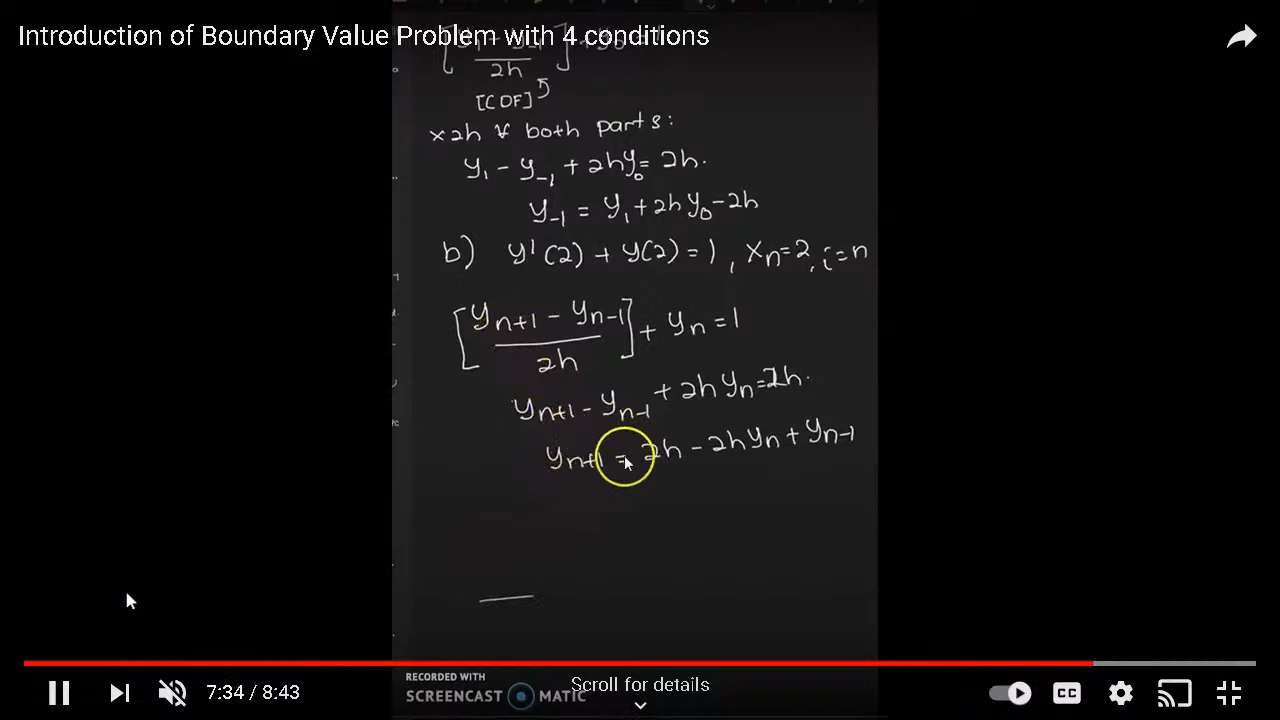 Introduction of Boundary Value Problem with 4 conditions
2h
[CDF]
x2h ∀ both parts:
y₁ - y₋₁ + 2hy₀ = 2h.
y₋₁ = y₁ + 2hy₀ - 2h
b) y'(2) + y(2) = 1, xₙ = 2, i = n
[yₙ₊₁ - yₙ₋₁ / 2h] + yₙ = 1
yₙ₊₁ - yₙ₋₁ + 2hyₙ = 2h.
yₙ₊₁ = 2h - 2hyₙ + yₙ₋₁
RECORDED WITH
SCREENCAST MATIC
Scroll for details
7:34 / 8:43
CC